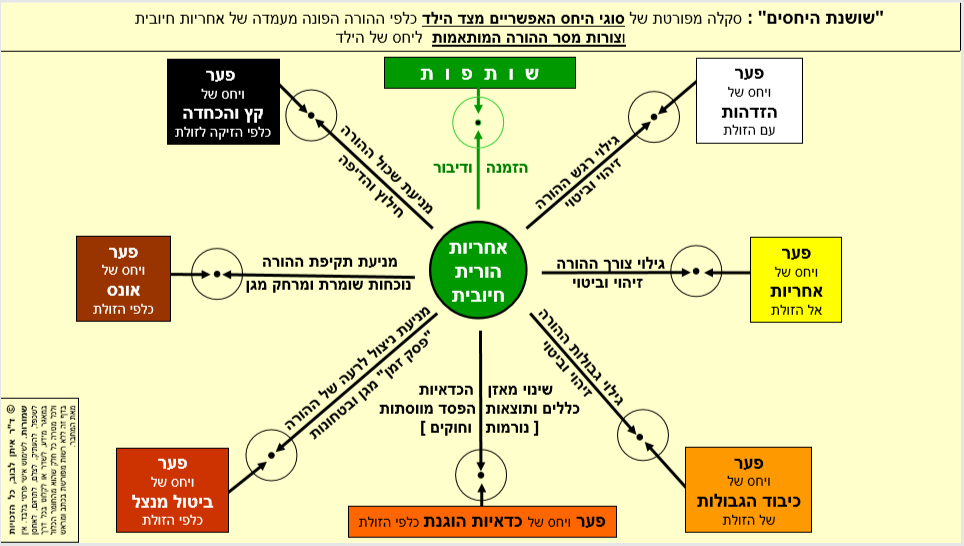 "שושנת היחסים" : סקלה מפורטת של סוגי היחס האפשריים מצד הילד כלפי ההורה הפונה מעמדה של אחריות חיובית
וצורות מסר ההורה המותאמות ליחס של הילד
שותפות
הזמנה ודיבור
פער
ויחס של
הזדהות
עם הזולת
גילוי רגש ההורה
זיהוי וביטוי
פער
ויחס של
אחריות
אל הזולת
גילוי צורך ההורה
זיהוי וביטוי
פער
ויחס של
כיבוד הגבולות
של הזולת
גילוי גבולות ההורה
זיהוי וביטוי
פער ויחס של כדאיות הוגנת כלפי הזולת
שינוי מאזן הכדאיות
כללים ותוצאות הפסד מווסתות
[ נורמות וחוקים ]
פער
ויחס של
ביטול מנצל
כלפי הזולת
מניעת ניצול לרעה של ההורה
"פסק זמן" מגן ובטחונות
פער
ויחס של
אונס
כלפי הזולת
מניעת תקיפת ההורה
נוכחות שומרת ומרחק מגן
פער
ויחס של
קץ והכחדה
כלפי הזיקה לזולת
מניעת שכול ההורה
חילוץ והדיפה
אחריות
הורית
חיובית
© ד"ר איתן לבוב, כל הזכויות
שמורות.